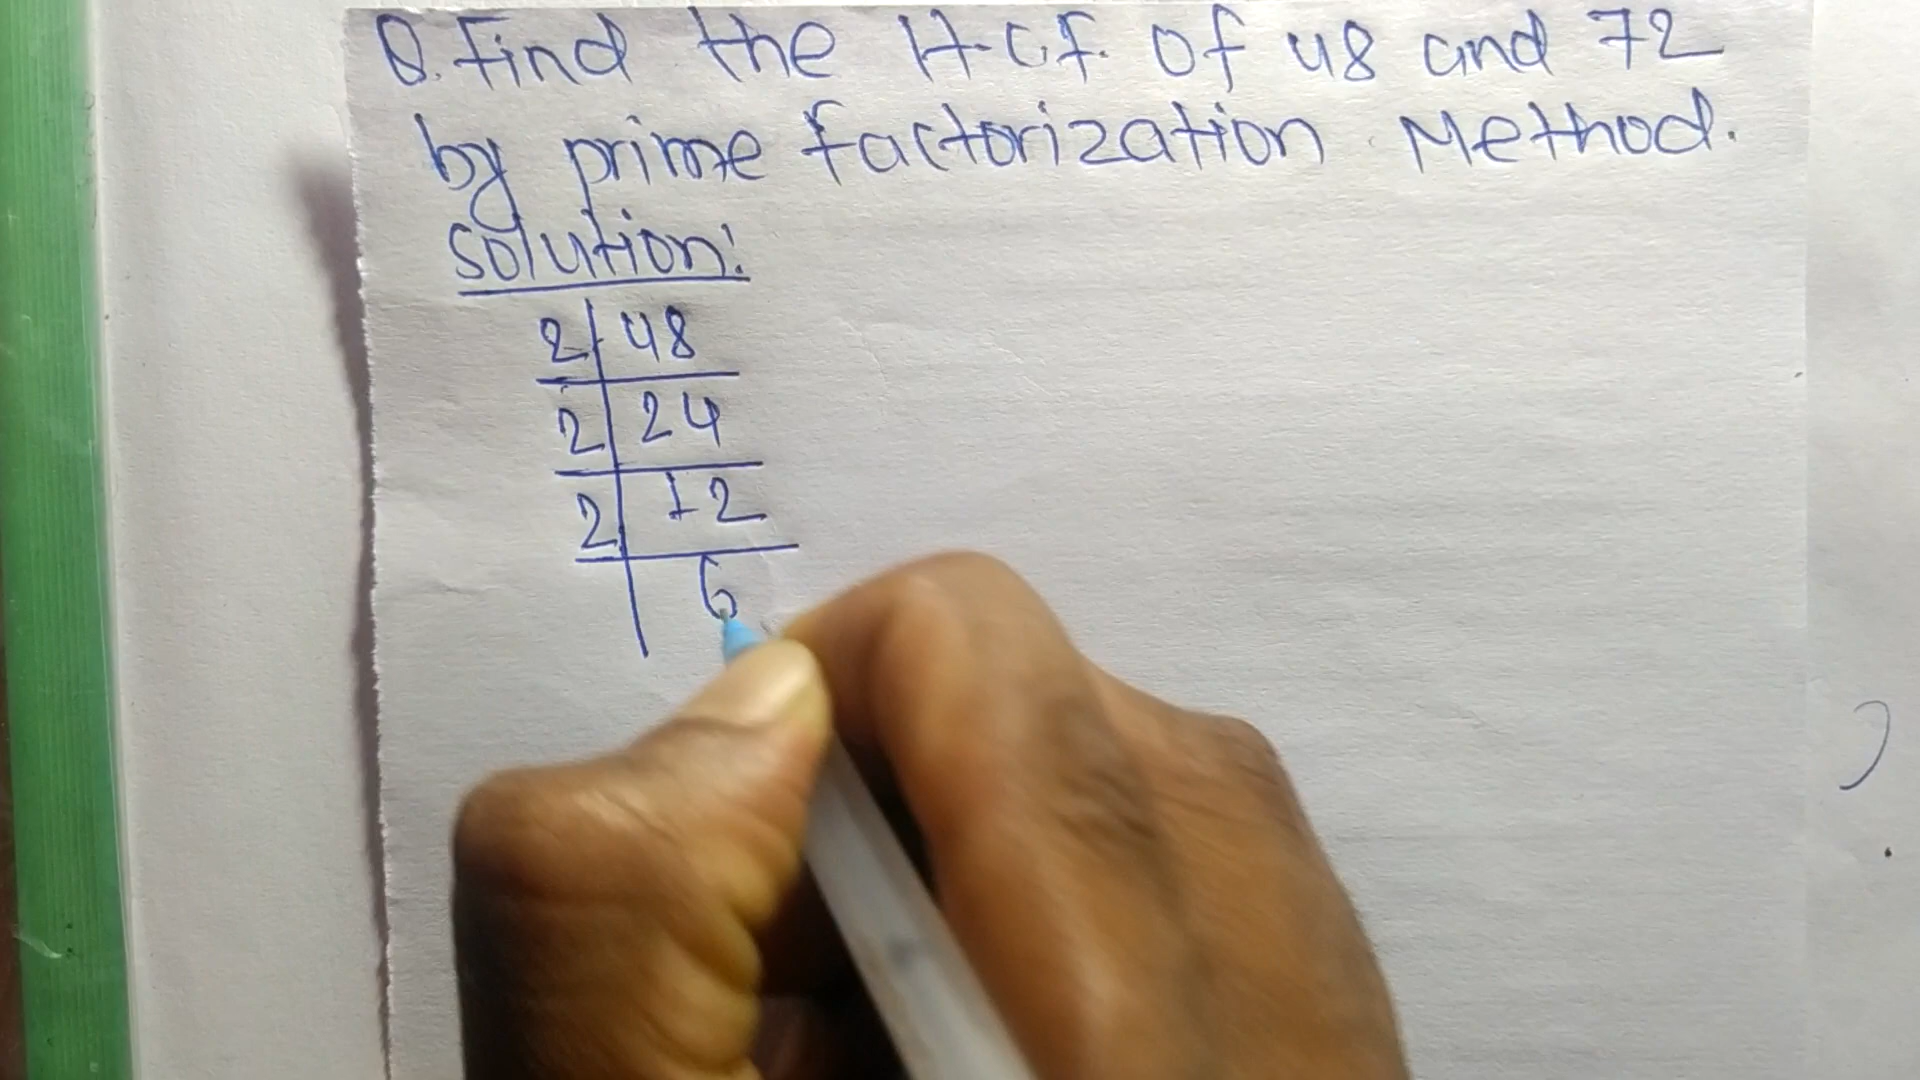 Q. Find the H.C.F. of 48 and 72
by prime factorization Method.
solution:
2 48
2 24
2 12
6